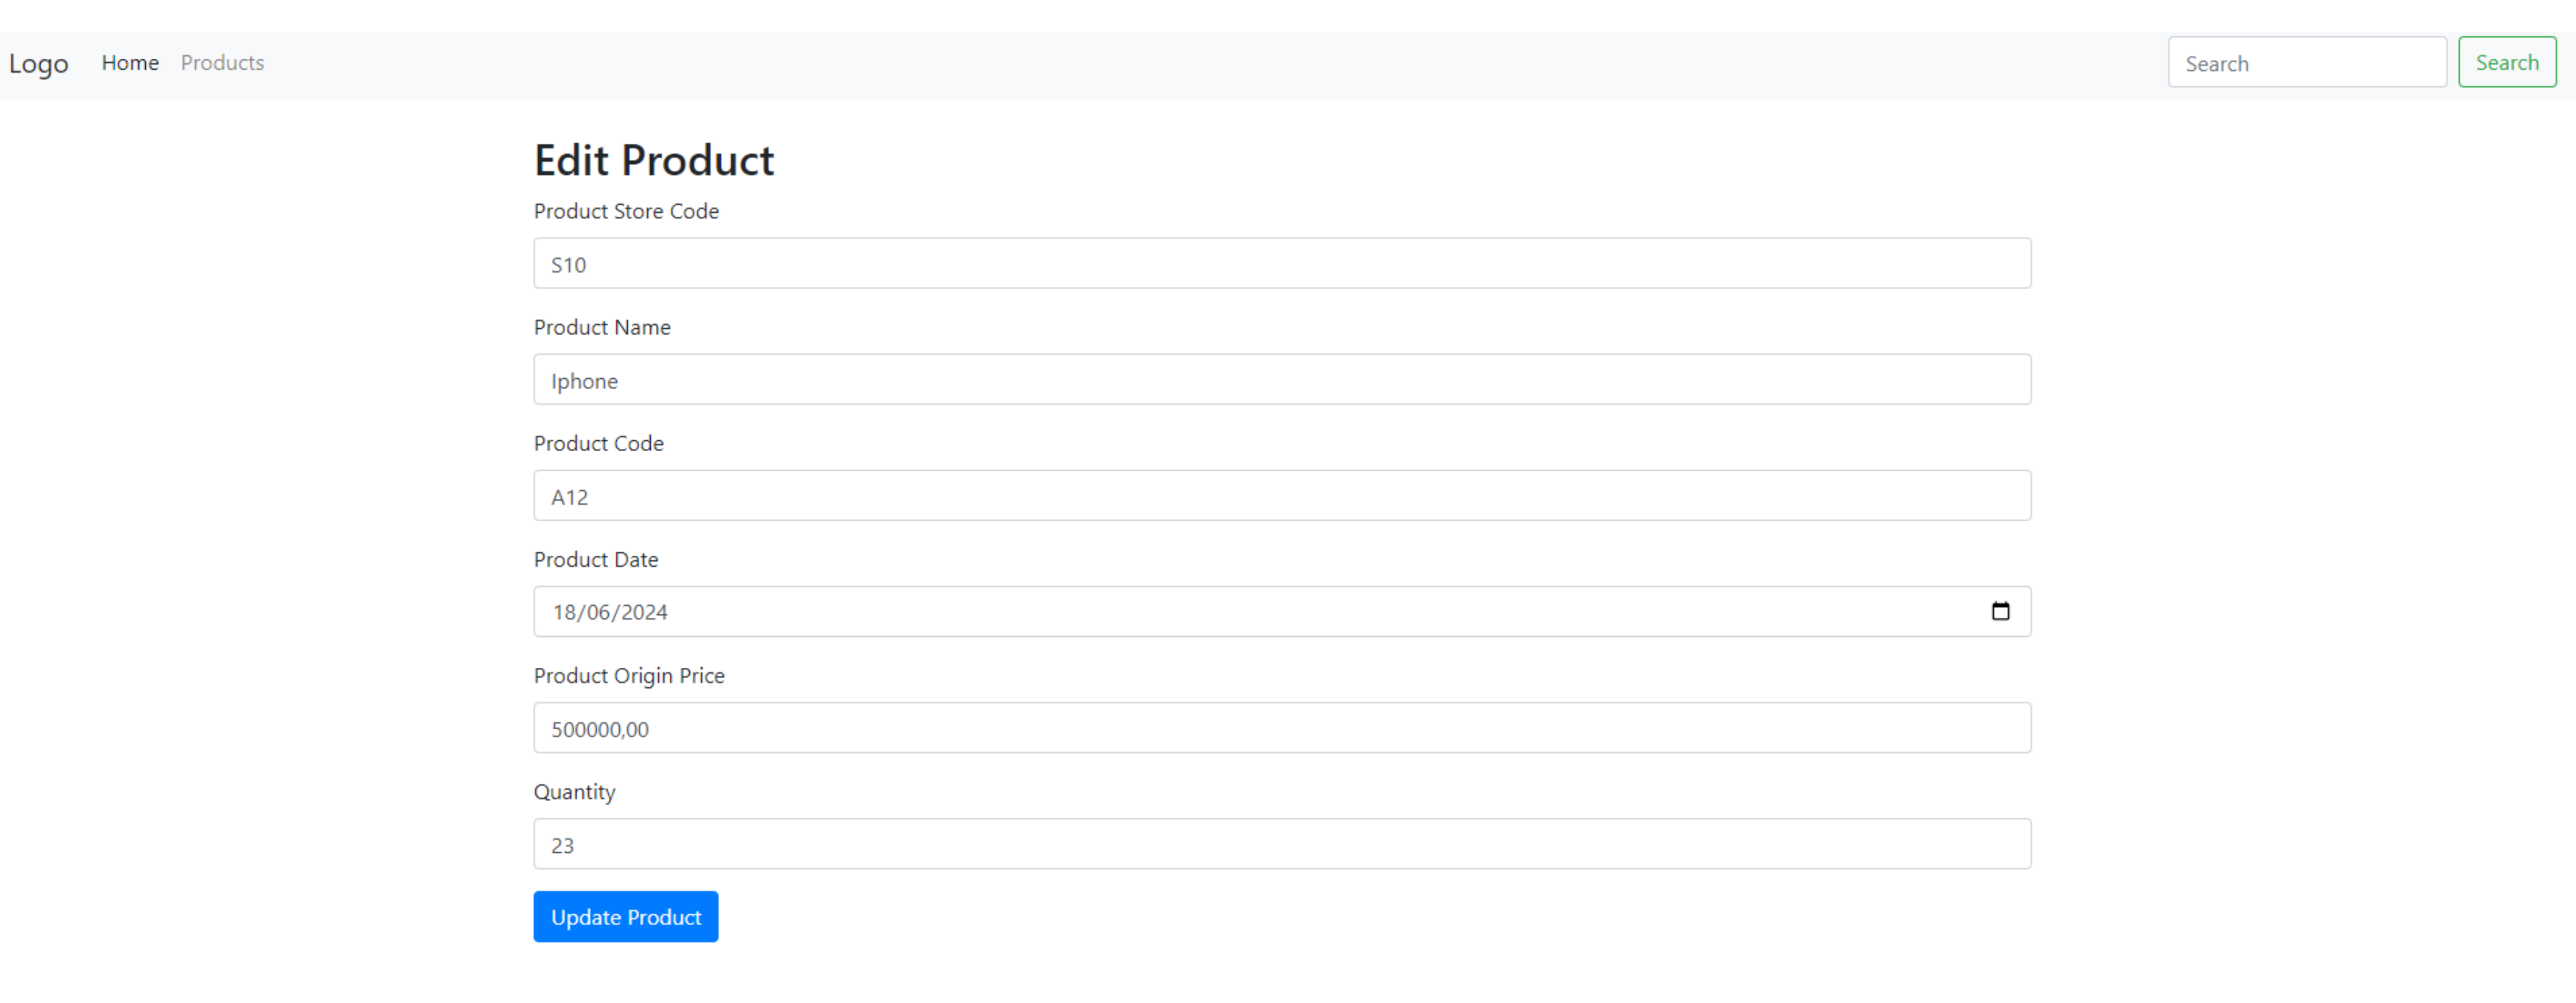 Logo Home Products Search Search
Edit Product
Product Store Code
S10
Product Name
Iphone
Product Code
A12
Product Date
18/06/2024
Product Origin Price
500000,00
Quantity
23
Update Product